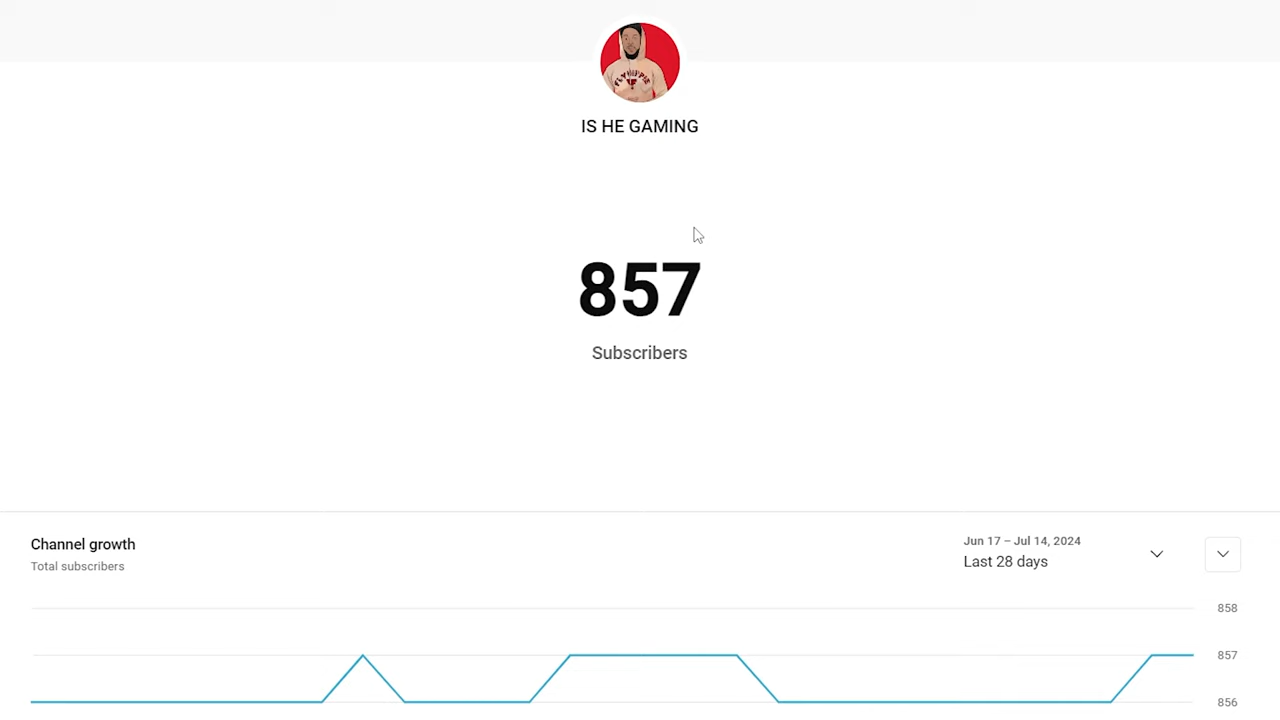 FLYHIPPIE
IS HE GAMING
857
Subscribers
Channel growth
Total subscribers
Jun 17 – Jul 14, 2024
Last 28 days
858
857
856